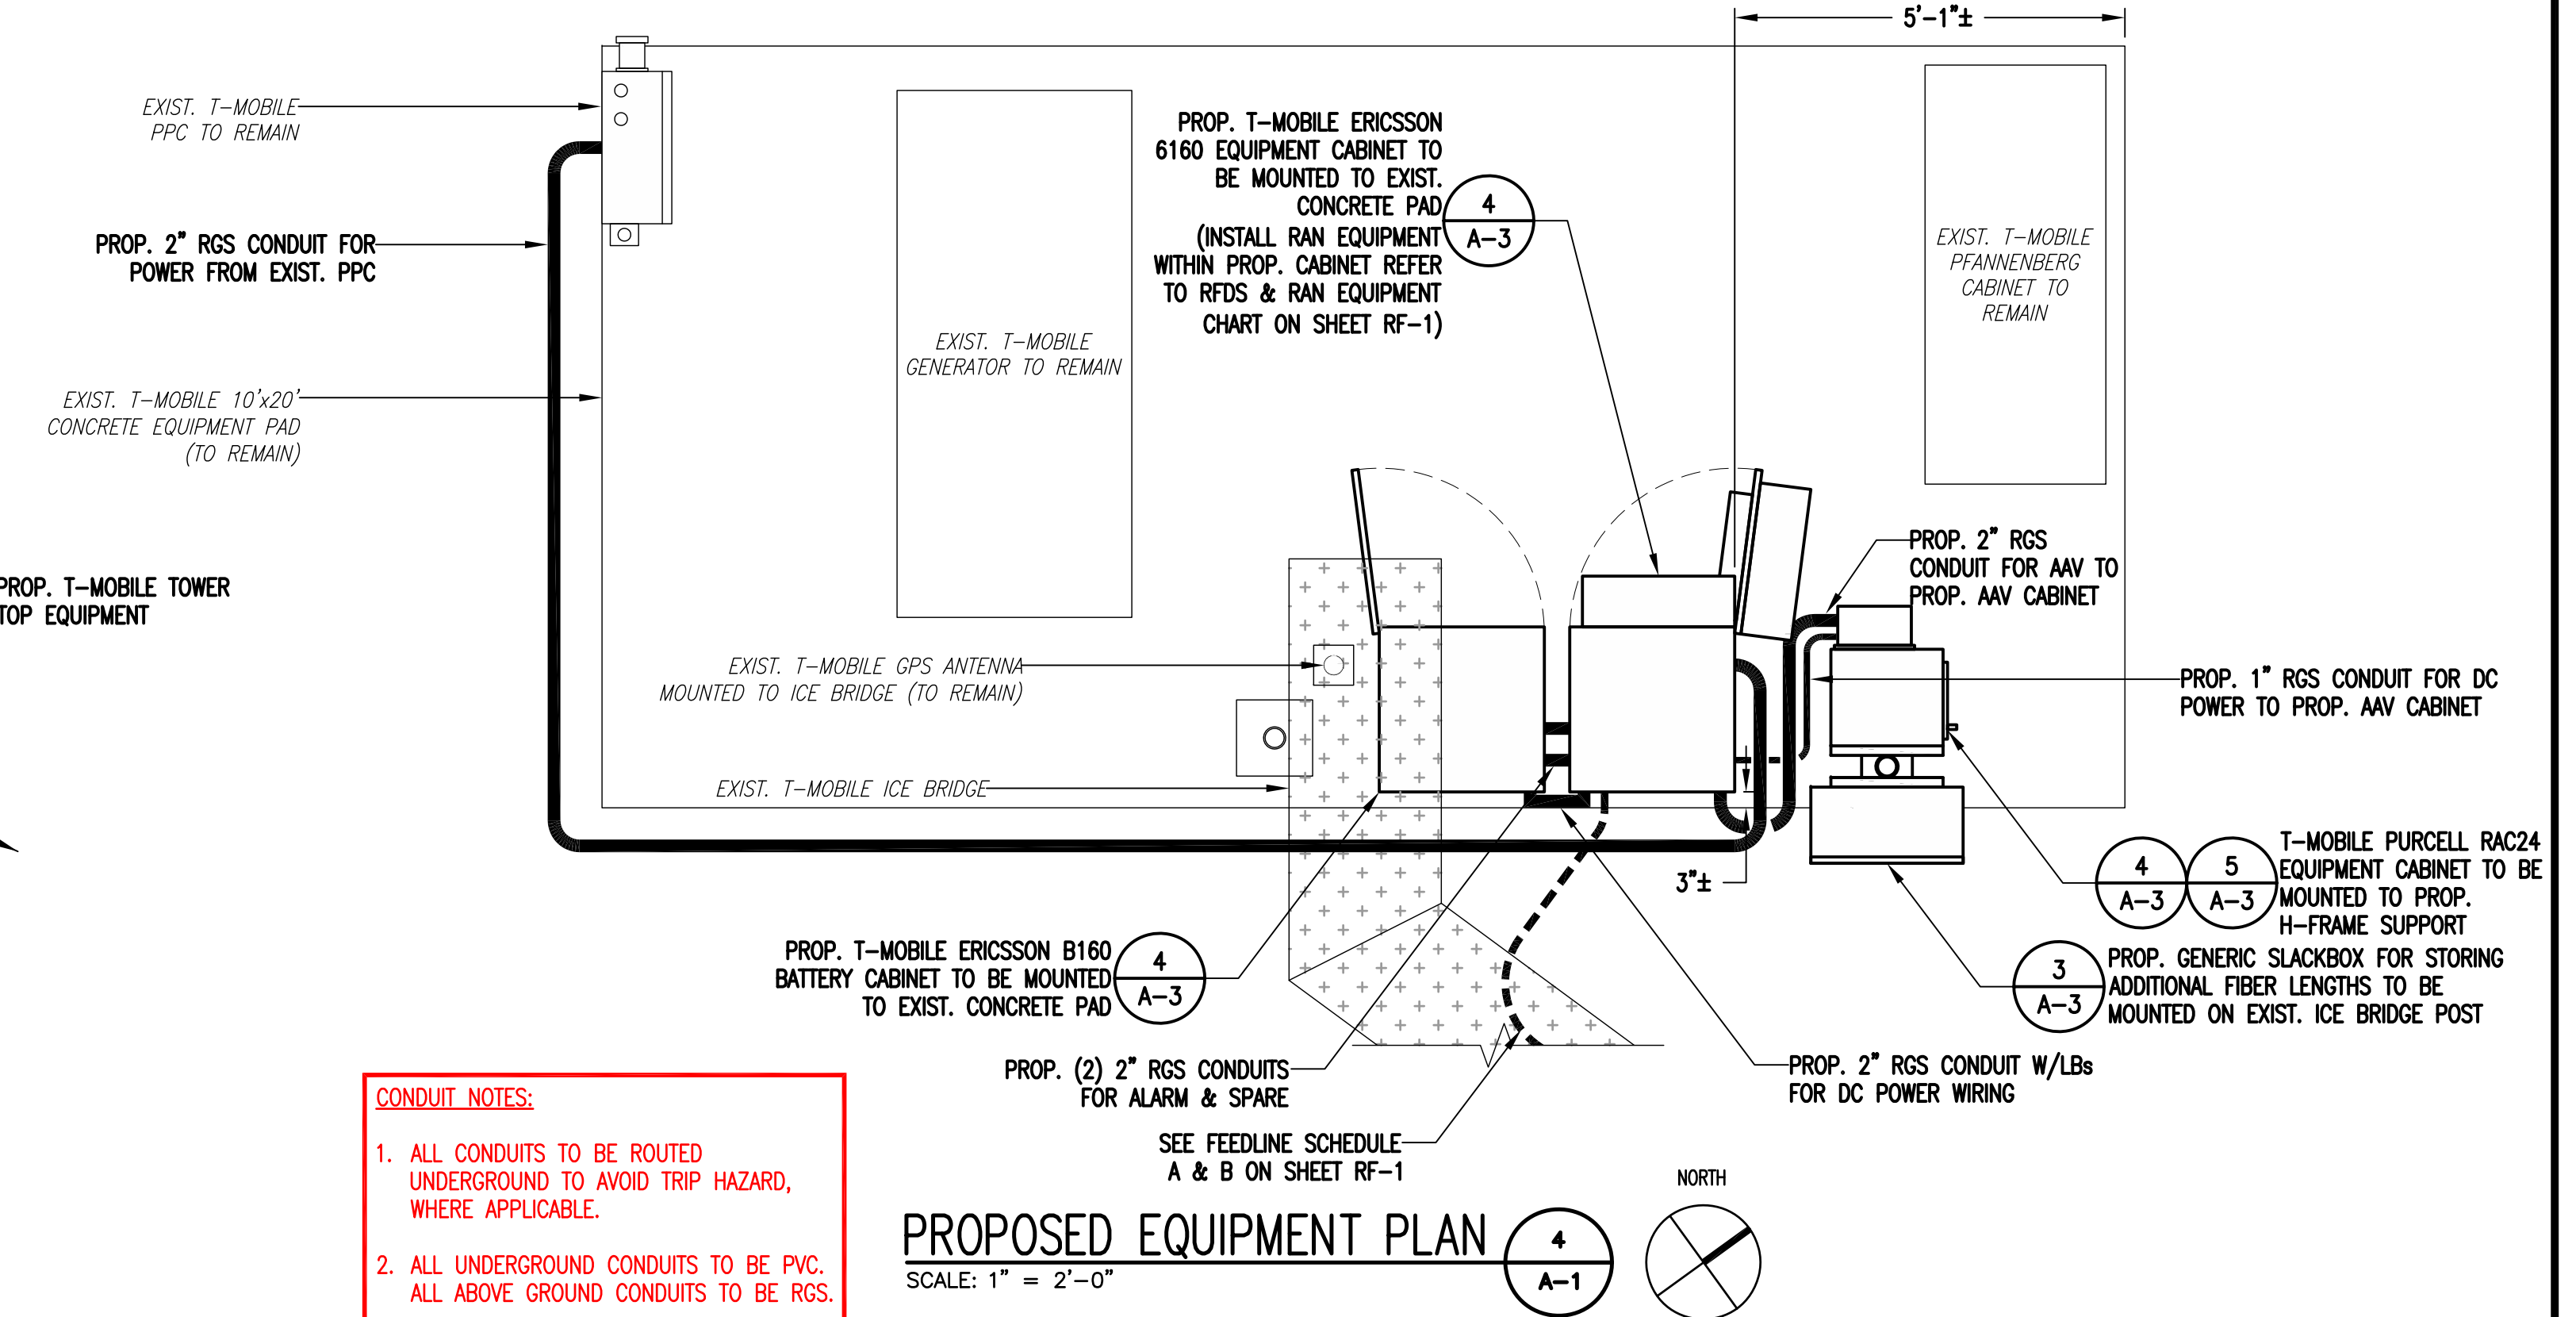 5'-1"±
EXIST. T-MOBILE
PPC TO REMAIN
PROP. 2" RGS CONDUIT FOR
POWER FROM EXIST. PPC
EXIST. T-MOBILE 10'x20'
CONCRETE EQUIPMENT PAD
(TO REMAIN)
PROP. T-MOBILE TOWER
TOP EQUIPMENT
EXIST. T-MOBILE
GENERATOR TO REMAIN
PROP. T-MOBILE ERICSSON
6160 EQUIPMENT CABINET TO
BE MOUNTED TO EXIST.
CONCRETE PAD
(INSTALL RAN EQUIPMENT
WITHIN PROP. CABINET REFER
TO RFDS & RAN EQUIPMENT
CHART ON SHEET RF-1)
4
A-3
EXIST. T-MOBILE
PFANNENBERG
CABINET TO
REMAIN
PROP. 2" RGS
CONDUIT FOR AAV TO
PROP. AAV CABINET
EXIST. T-MOBILE GPS ANTENNA
MOUNTED TO ICE BRIDGE (TO REMAIN)
PROP. 1" RGS CONDUIT FOR DC
POWER TO PROP. AAV CABINET
EXIST. T-MOBILE ICE BRIDGE
3"±
4
A-3
5
A-3
T-MOBILE PURCELL RAC24
EQUIPMENT CABINET TO BE
MOUNTED TO PROP.
H-FRAME SUPPORT
PROP. T-MOBILE ERICSSON B160
BATTERY CABINET TO BE MOUNTED
TO EXIST. CONCRETE PAD
4
A-3
3
A-3
PROP. GENERIC SLACKBOX FOR STORING
ADDITIONAL FIBER LENGTHS TO BE
MOUNTED ON EXIST. ICE BRIDGE POST
PROP. (2) 2" RGS CONDUITS
FOR ALARM & SPARE
PROP. 2" RGS CONDUIT W/LBs
FOR DC POWER WIRING
SEE FEEDLINE SCHEDULE
A & B ON SHEET RF-1
CONDUIT NOTES:
1. ALL CONDUITS TO BE ROUTED
UNDERGROUND TO AVOID TRIP HAZARD,
WHERE APPLICABLE.
2. ALL UNDERGROUND CONDUITS TO BE PVC.
ALL ABOVE GROUND CONDUITS TO BE RGS.
PROPOSED EQUIPMENT PLAN
SCALE: 1" = 2'-0"
4
A-1
NORTH